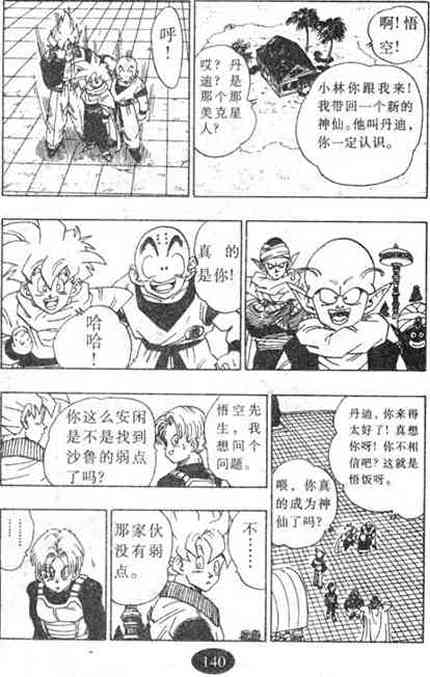 啊！悟
空！
小林你跟我来！
我带回一个新的
神仙。他叫丹迪，
你一定认识。
哎？丹
迪？是
那个那
美克星
人？
呼！
真的
是你！
哈
哈！
丹迪，你来得
太好了！真想
你呀！你不相
信吧？这就是
悟饭呀。
喂，你真
的成为神
仙了吗？
悟空先
生，我
想问个
问题。
你这么安闲
是不是找到
沙鲁的弱点
了吗？
不……
那家伙
没有弱
点。
……
140